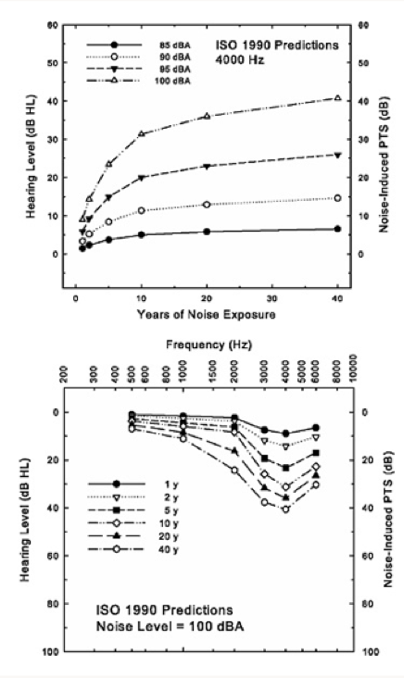 60
50
40
30
20
10
0
Hearing Level (dB HL)
85 dBA
90 dBA
95 dBA
100 dBA
ISO 1990 Predictions
4000 Hz
60
50
40
30
20
10
0
Noise-Induced PTS (dB)
0 10 20 30 40
Years of Noise Exposure
Frequency (Hz)
200 300 400 500 600 800 1000 2000 3000 4000 6000 8000 10000
0
20
40
60
80
100
Hearing Level (dB HL)
1 y
2 y
5 y
10 y
20 y
40 y
ISO 1990 Predictions
Noise Level = 100 dBA
0
20
40
60
80
100
Noise-Induced PTS (dB)